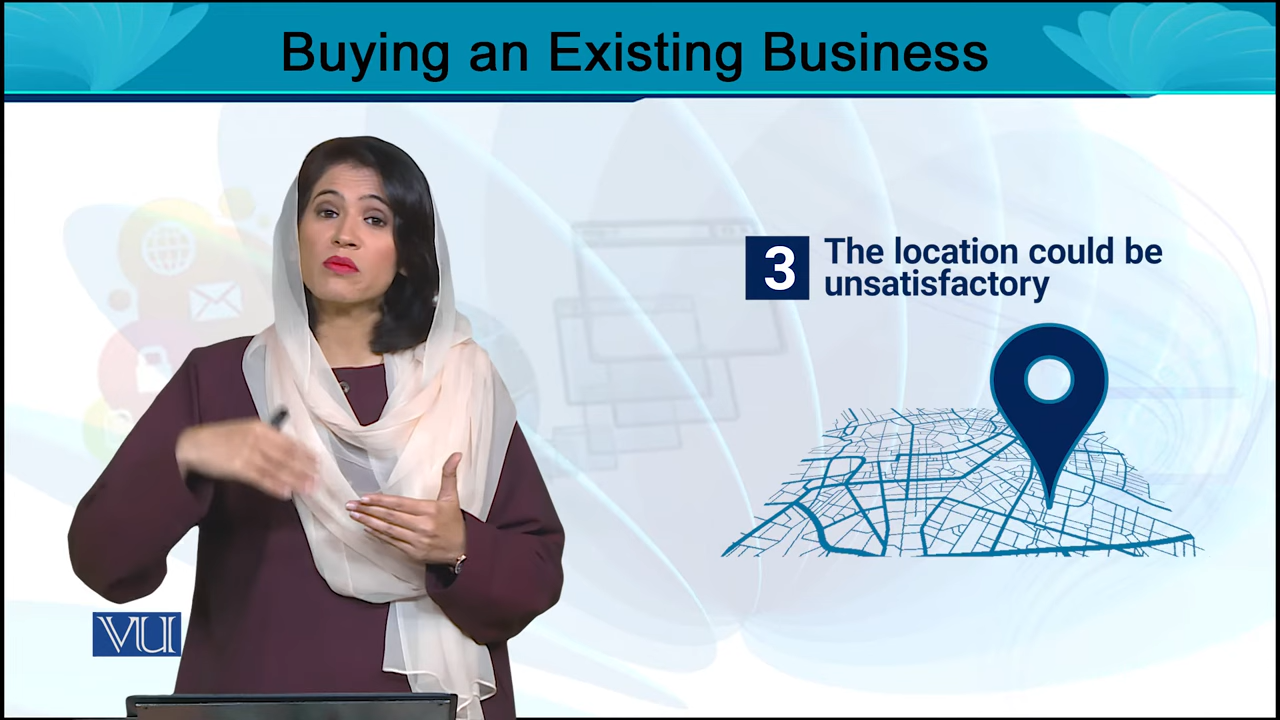 Buying an Existing Business
3 The location could be
unsatisfactory
VU